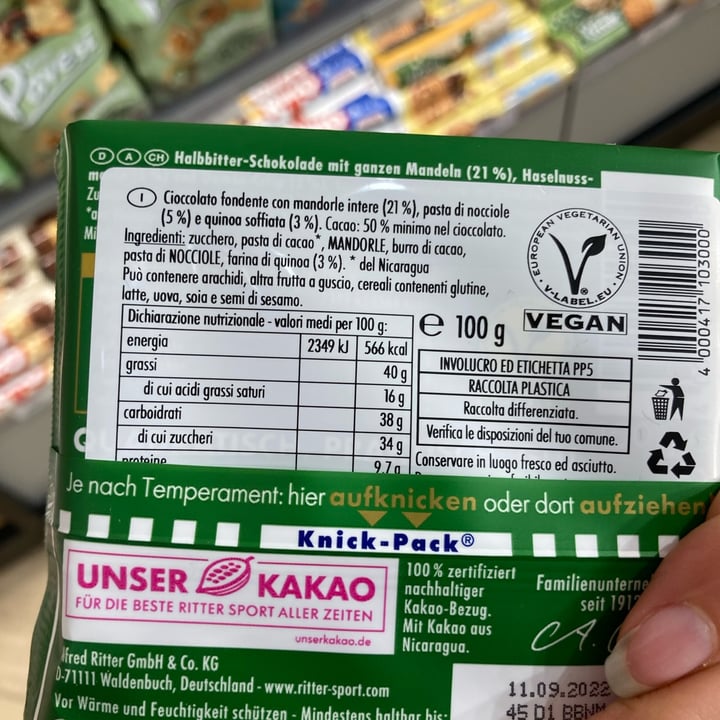 Ⓓ Ⓐ ⒸⒽ Halbbitter-Schokolade mit ganzen Mandeln (21 %), Haselnuss-
Ⓘ Cioccolato fondente con mandorle intere (21 %), pasta di nocciole
(5 %) e quinoa soffiata (3 %). Cacao: 50 % minimo nel cioccolato.
Ingredienti: zucchero, pasta di cacao*, MANDORLE, burro di cacao,
pasta di NOCCIOLE, farina di quinoa (3 %). * del Nicaragua
Può contenere arachidi, altra frutta a guscio, cereali contenenti glutine,
latte, uova, soia e semi di sesamo.
Dichiarazione nutrizionale - valori medi per 100 g:
energia 2349 kJ 566 kcal
grassi 40 g
di cui acidi grassi saturi 16 g
carboidrati 38 g
di cui zuccheri 34 g
proteine 9,7 g
℮ 100 g
EUROPEAN VEGETARIAN UNION
V-LABEL.EU
VEGAN
INVOLUCRO ED ETICHETTA PP5
RACCOLTA PLASTICA
Raccolta differenziata.
Verifica le disposizioni del tuo comune.
Conservare in luogo fresco ed asciutto.
4 000417 103000
Je nach Temperament: hier aufknicken oder dort aufziehen
Knick-Pack®
UNSER KAKAO
FÜR DIE BESTE RITTER SPORT ALLER ZEITEN
unserkakao.de
100 % zertifiziert
nachhaltiger
Kakao-Bezug.
Mit Kakao aus
Nicaragua.
Familienunterne
seit 191
lfred Ritter GmbH & Co. KG
D-71111 Waldenbuch, Deutschland - www.ritter-sport.com
Vor Wärme und Feuchtigkeit schützen - Mindestens haltbar bis:
11.09.2022
45 D1 BBNM